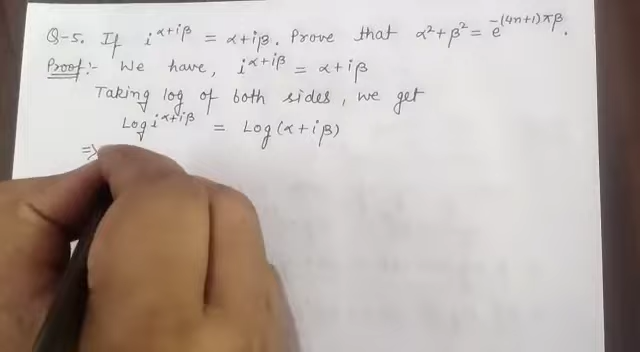 Q-5. If i^α+iβ = α+iβ. Prove that α²+β² = e^-(4n+1)πβ.
Proof:- We have, i^α+iβ = α+iβ
Taking log of both sides, we get
Log i^α+iβ = Log(α+iβ)
⇒